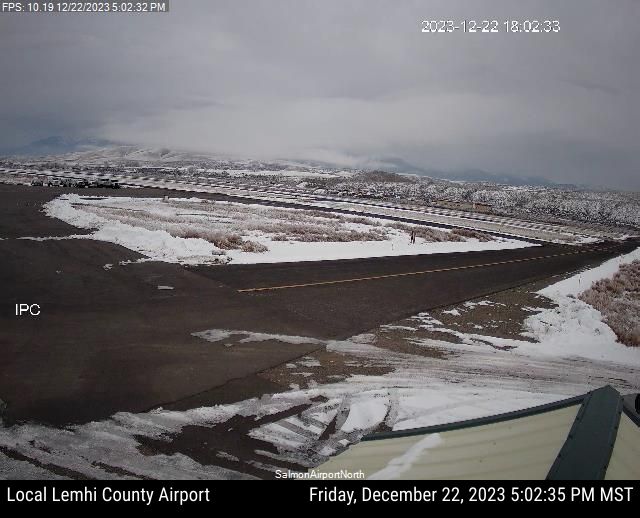 FPS: 10.19 12/22/2023 5:02:32 PM
2023-12-22 18:02:33
IPC
SalmonAirportNorth
Local Lemhi County Airport
Friday, December 22, 2023 5:02:35 PM MST